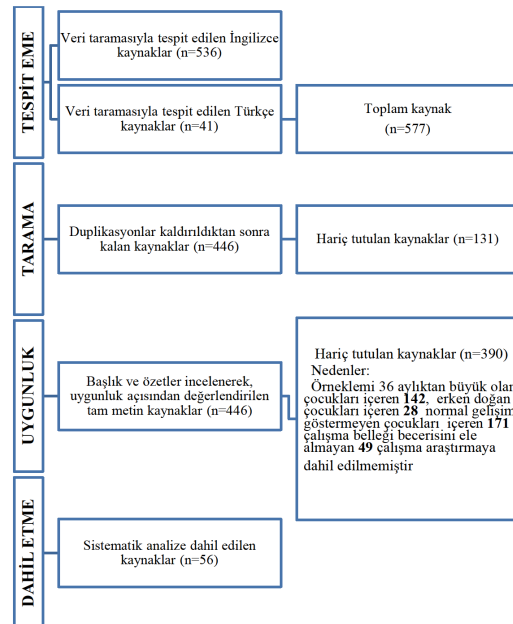 TESPİT EME
Veri taramasıyla tespit edilen İngilizce
kaynaklar (n=536)
Veri taramasıyla tespit edilen Türkçe
kaynaklar (n=41)
Toplam kaynak
(n=577)
TARAMA
Duplikasyonlar kaldırıldıktan sonra
kalan kaynaklar (n=446)
Hariç tutulan kaynaklar (n=131)
UYGUNLUK
Başlık ve özetler incelenerek,
uygunluk açısından değerlendirilen
tam metin kaynaklar (n=446)
Hariç tutulan kaynaklar (n=390)
Nedenler:
Örneklemi 36 aylıktan büyük olan
çocukları içeren 142, erken doğan
çocukları içeren 28 normal gelişim
göstermeyen çocukları içeren 171
çalışma belleği becerisini ele
almayan 49 çalışma araştırmaya
dahil edilmemiştir
DAHİL ETME
Sistematik analize dahil edilen
kaynaklar (n=56)